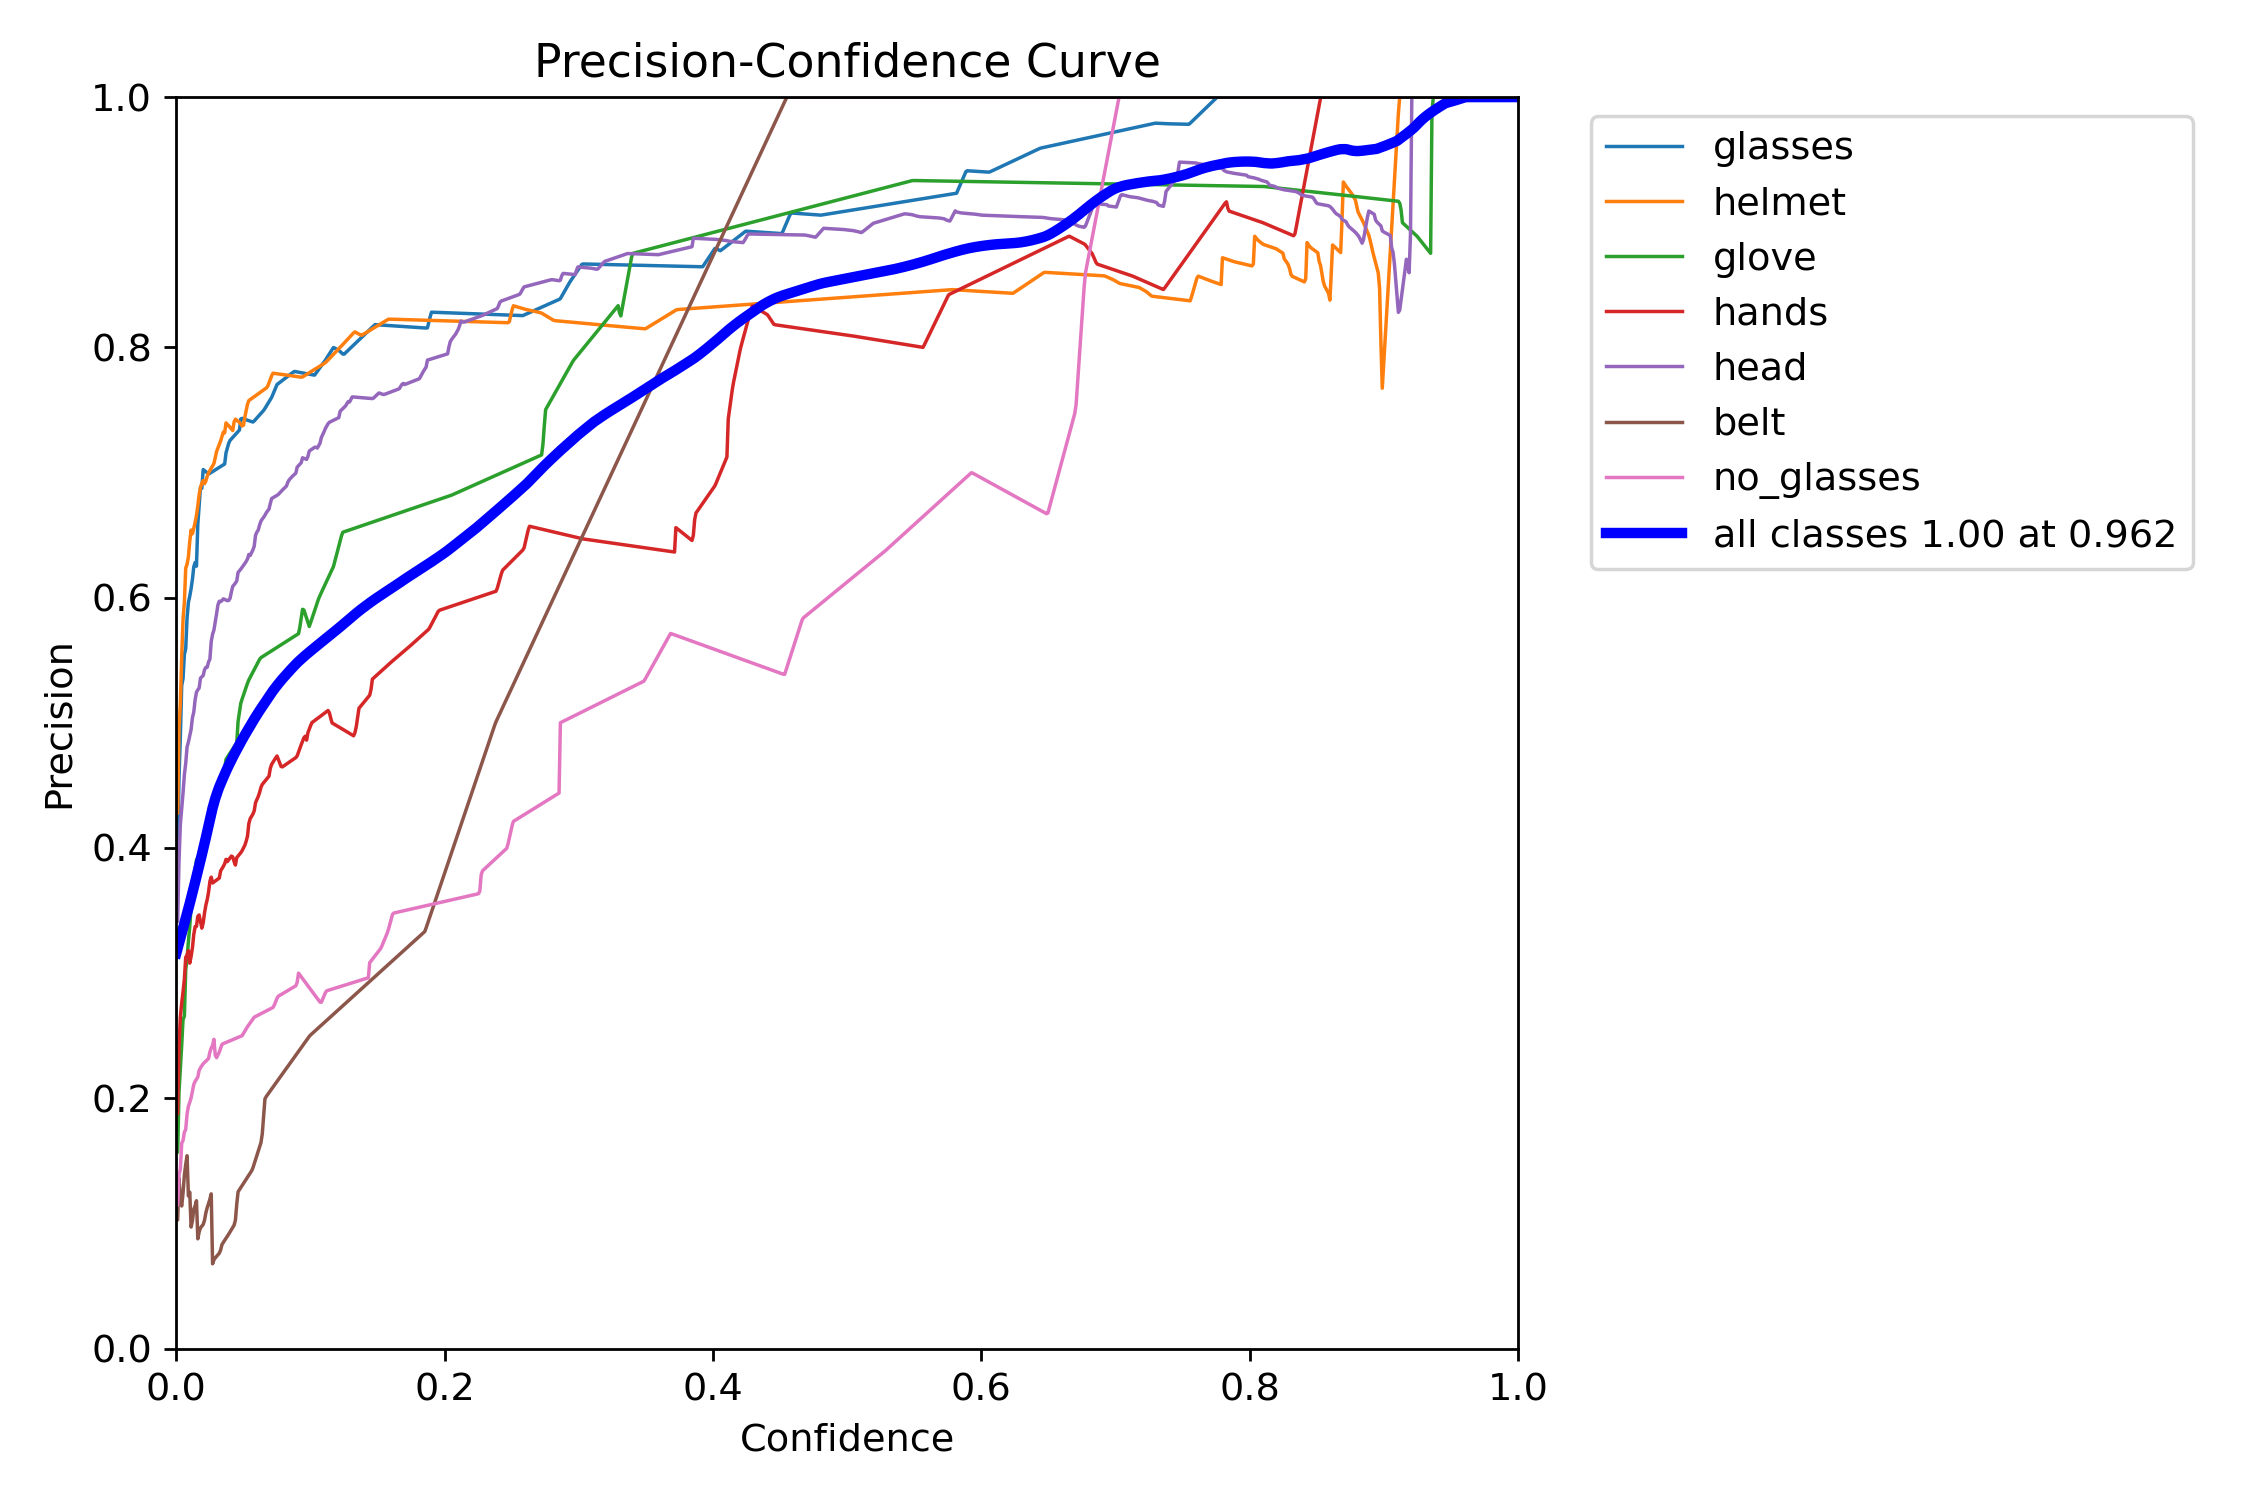 Precision-Confidence Curve
1.0
0.8
0.6
0.4
0.2
0.0
Precision
0.0 0.2 0.4 0.6 0.8 1.0
Confidence
glasses
helmet
glove
hands
head
belt
no_glasses
all classes 1.00 at 0.962